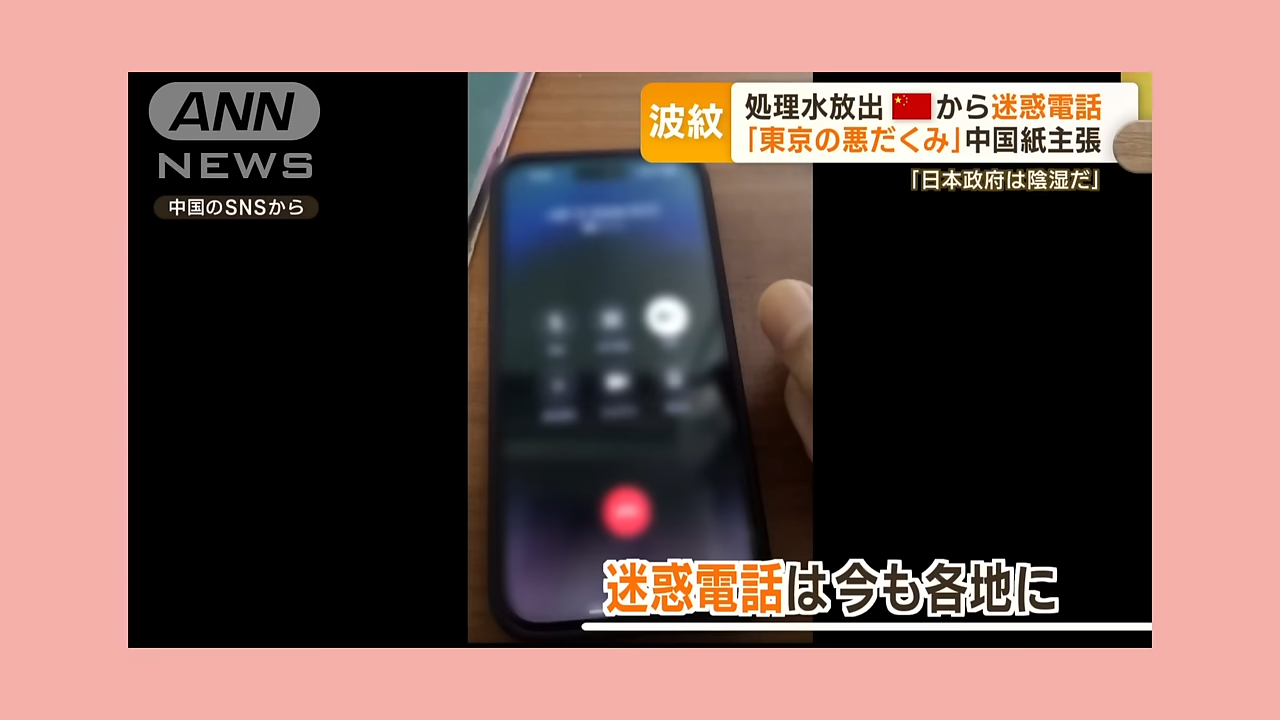 ANN
NEWS
中国のSNSから
波紋
処理水放出 から迷惑電話
「東京の悪だくみ」中国紙主張
「日本政府は陰湿だ」
迷惑電話は今も各地に